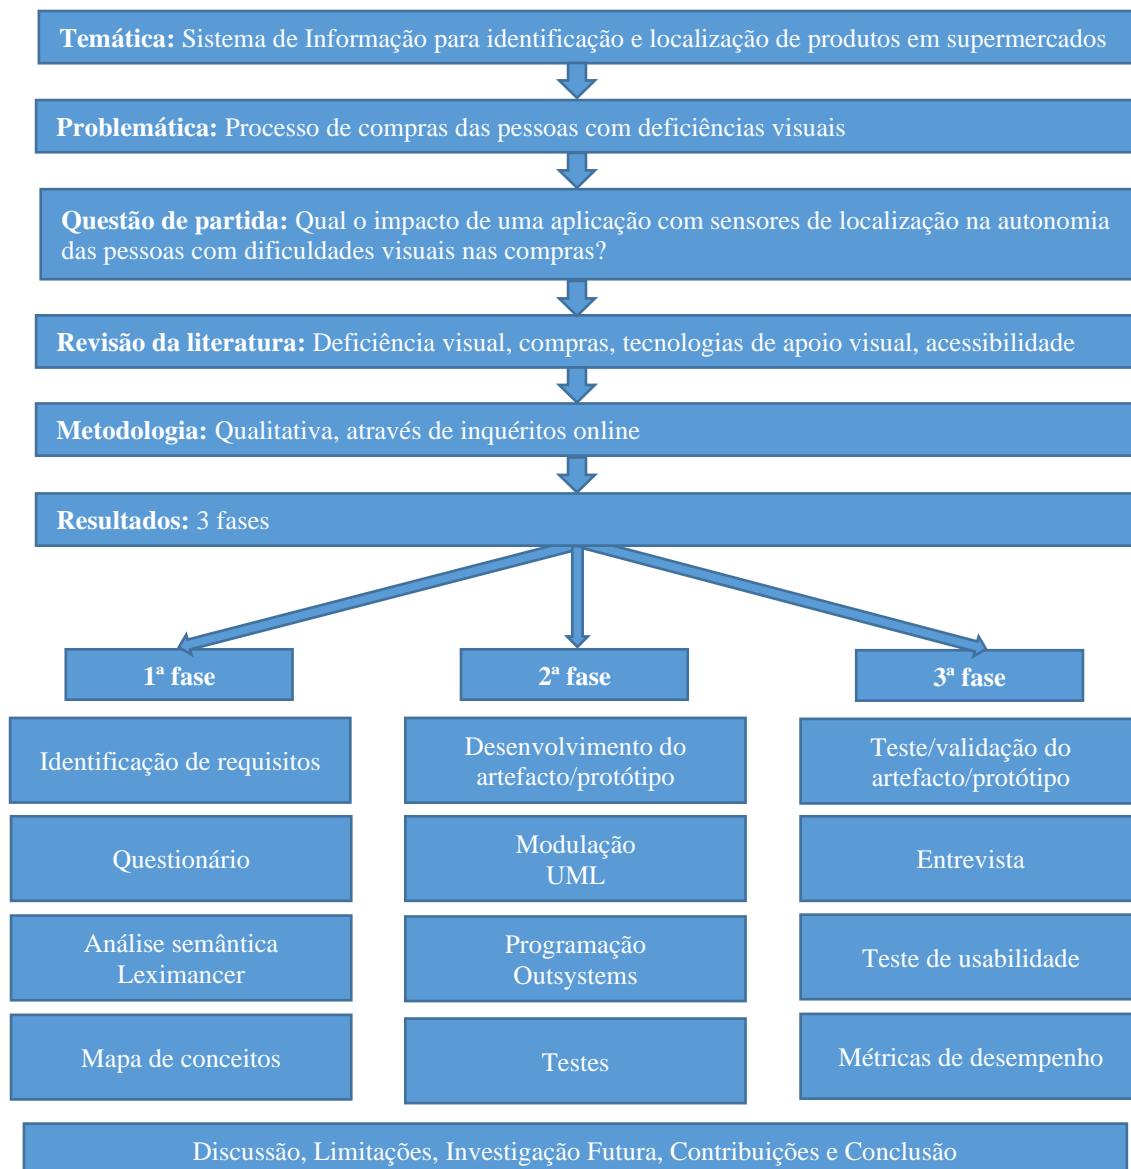 Temática: Sistema de Informação para identificação e localização de produtos em supermercados
Problemática: Processo de compras das pessoas com deficiências visuais
Questão de partida: Qual o impacto de uma aplicação com sensores de localização na autonomia
das pessoas com dificuldades visuais nas compras?
Revisão da literatura: Deficiência visual, compras, tecnologias de apoio visual, acessibilidade
Metodologia: Qualitativa, através de inquéritos online
Resultados: 3 fases
1ª fase
Identificação de requisitos
Questionário
Análise semântica
Leximancer
Mapa de conceitos
2ª fase
Desenvolvimento do
artefacto/protótipo
Modulação
UML
Programação
Outsystems
Testes
3ª fase
Teste/validação do
artefacto/protótipo
Entrevista
Teste de usabilidade
Métricas de desempenho
Discussão, Limitações, Investigação Futura, Contribuições e Conclusão